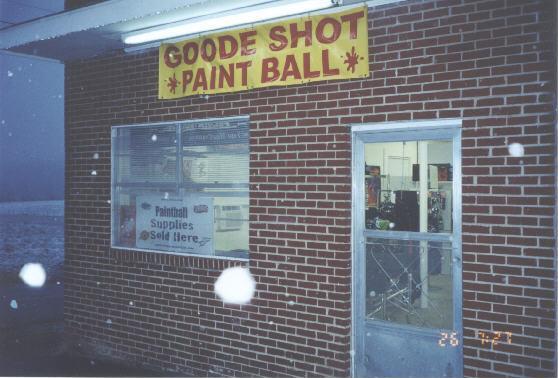 GOODE SHOT
PAINT BALL
Paintball
Supplies
Sold Here
26 7:27